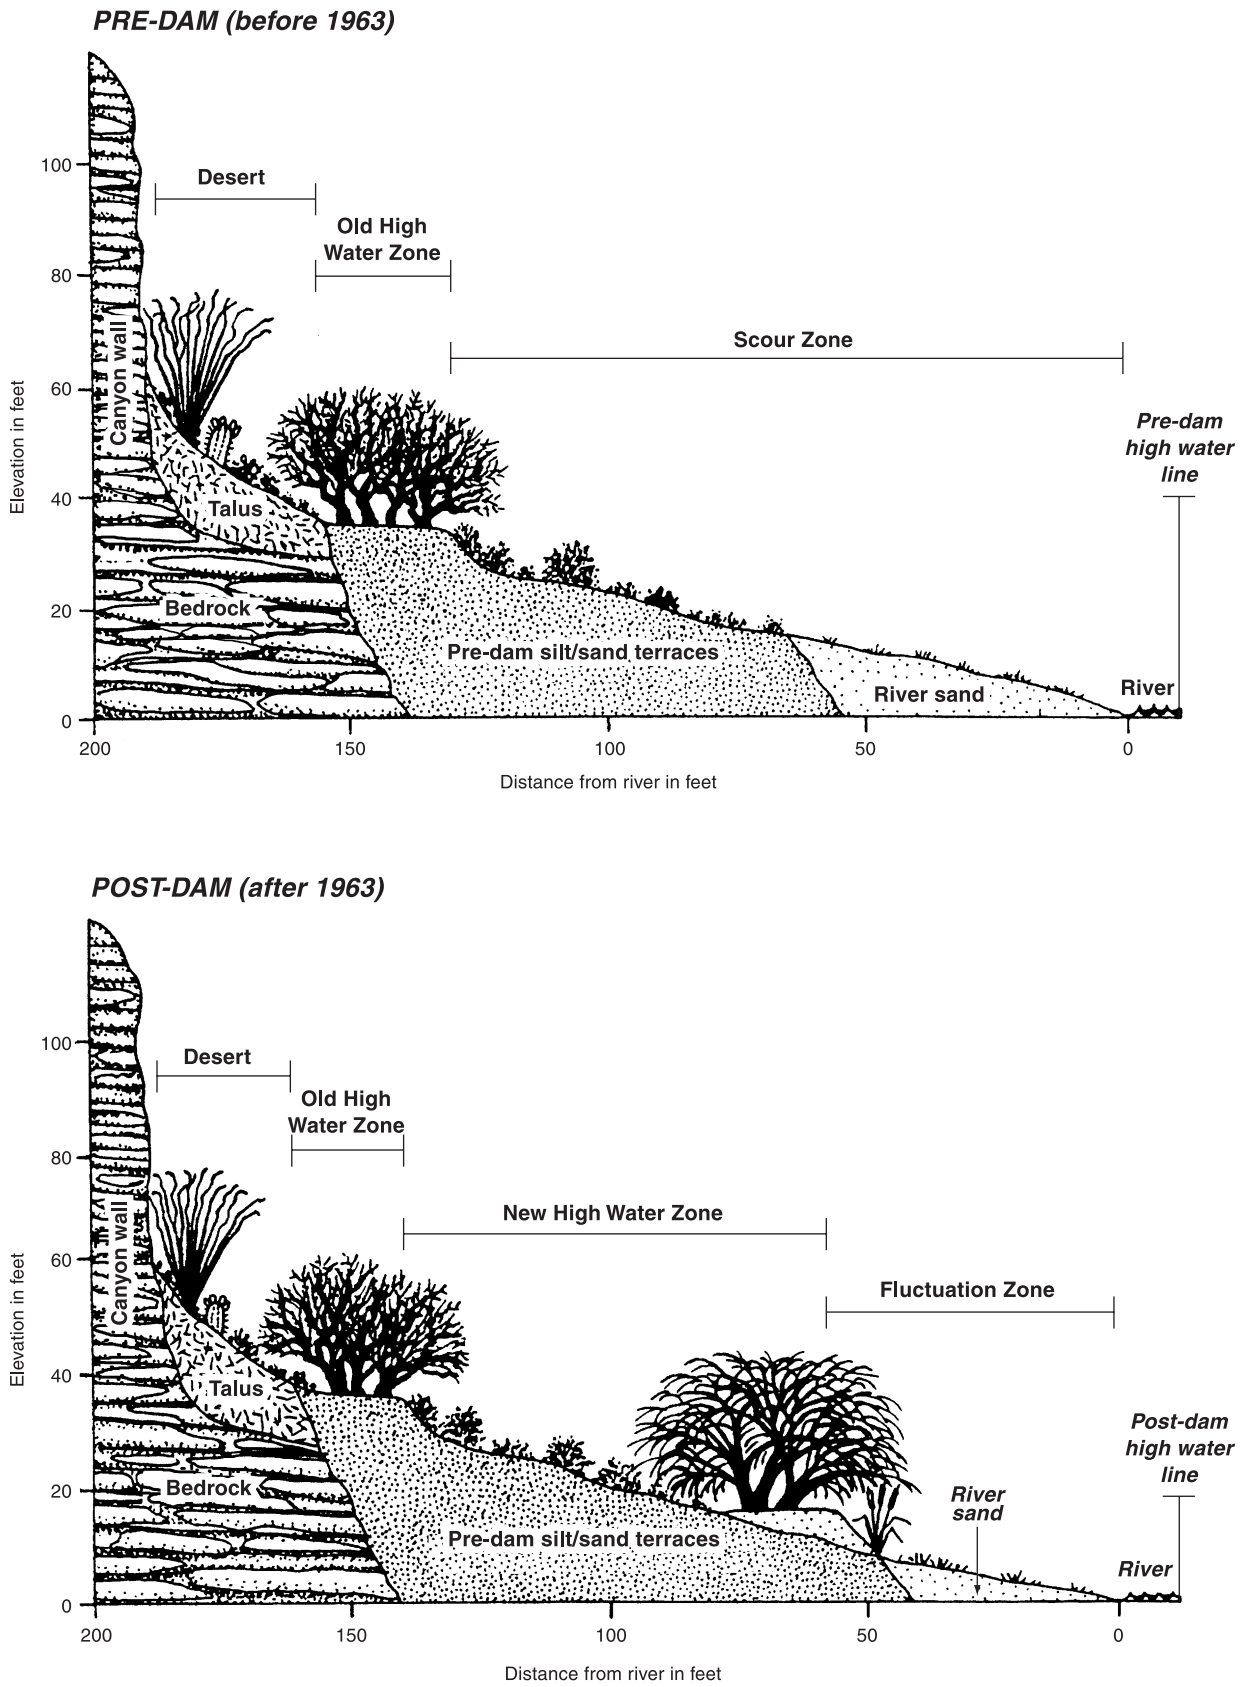 PRE-DAM (before 1963)
100
80
60
40
20
0
Elevation in feet
Desert
Old High
Water Zone
Scour Zone
Pre-dam
high water
line
Canyon wall
Talus
Bedrock
Pre-dam silt/sand terraces
River sand
River
200
150
100
50
0
Distance from river in feet
POST-DAM (after 1963)
100
80
60
40
20
0
Elevation in feet
Desert
Old High
Water Zone
New High Water Zone
Fluctuation Zone
Post-dam
high water
line
Canyon wall
Talus
Bedrock
Pre-dam silt/sand terraces
River
sand
River
200
150
100
50
0
Distance from river in feet